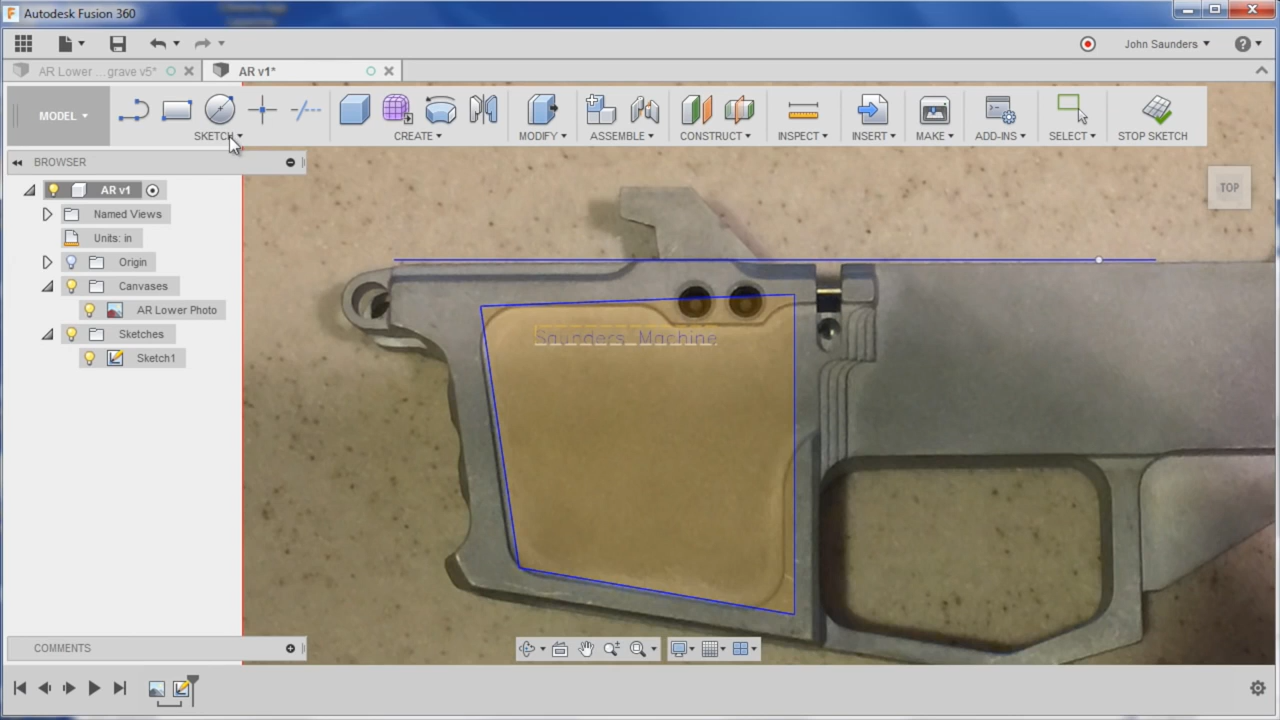 Autodesk Fusion 360
John Saunders
AR Lower ...grave v5*
AR v1*
MODEL
SKETCH
CREATE
MODIFY
ASSEMBLE
CONSTRUCT
INSPECT
INSERT
MAKE
ADD-INS
SELECT
STOP SKETCH
BROWSER
AR v1
Named Views
Units: in
Origin
Canvases
AR Lower Photo
Sketches
Sketch1
TOP
Saunders Machine
COMMENTS